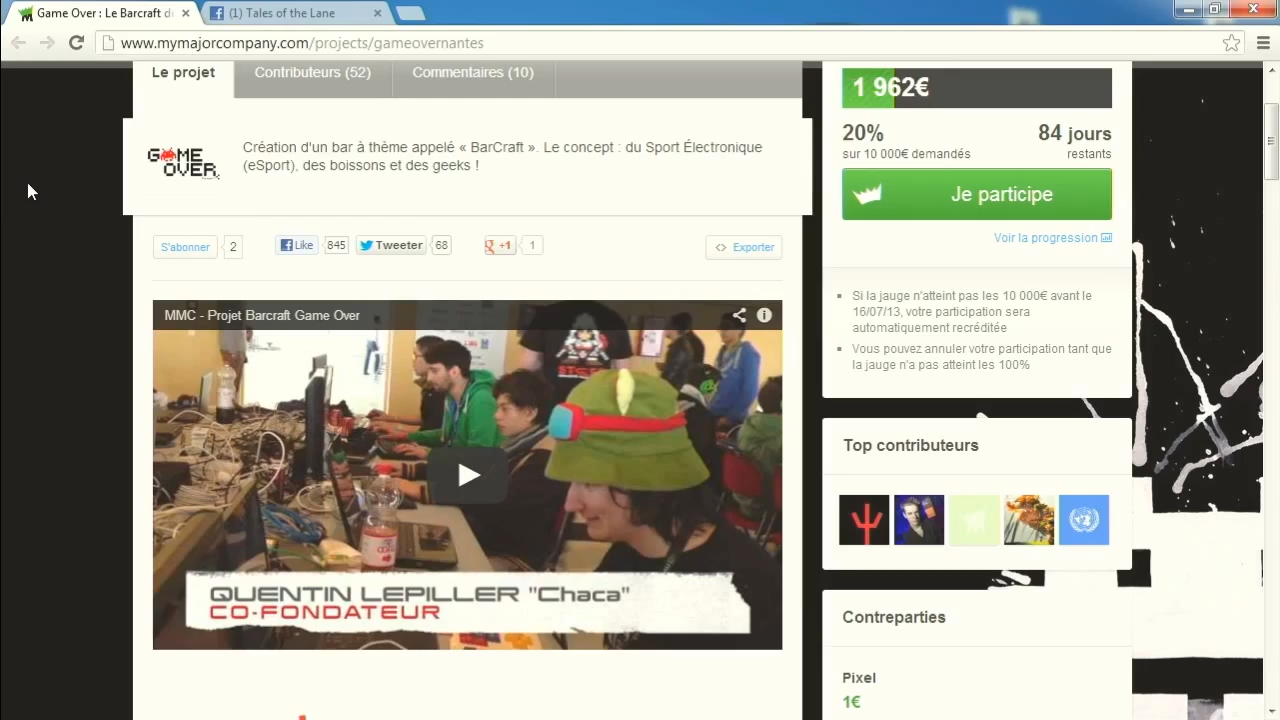 Game Over : Le Barcraft d
(1) Tales of the Lane
www.mymajorcompany.com/projects/gameovernantes
Le projet
Contributeurs (52)
Commentaires (10)
GAME
OVER
Création d'un bar à thème appelé « BarCraft ». Le concept : du Sport Électronique
(eSport), des boissons et des geeks !
S'abonner
2
Like
845
Tweeter
68
+1
1
Exporter
MMC - Projet Barcraft Game Over
QUENTIN LEPILLER "Chaca"
CO-FONDATEUR
1 962€
20%
sur 10 000€ demandés
84 jours
restants
Je participe
Voir la progression
Si la jauge n'atteint pas les 10 000€ avant le
16/07/13, votre participation sera
automatiquement recréditée
Vous pouvez annuler votre participation tant que
la jauge n'a pas atteint les 100%
Top contributeurs
Contreparties
Pixel
1€